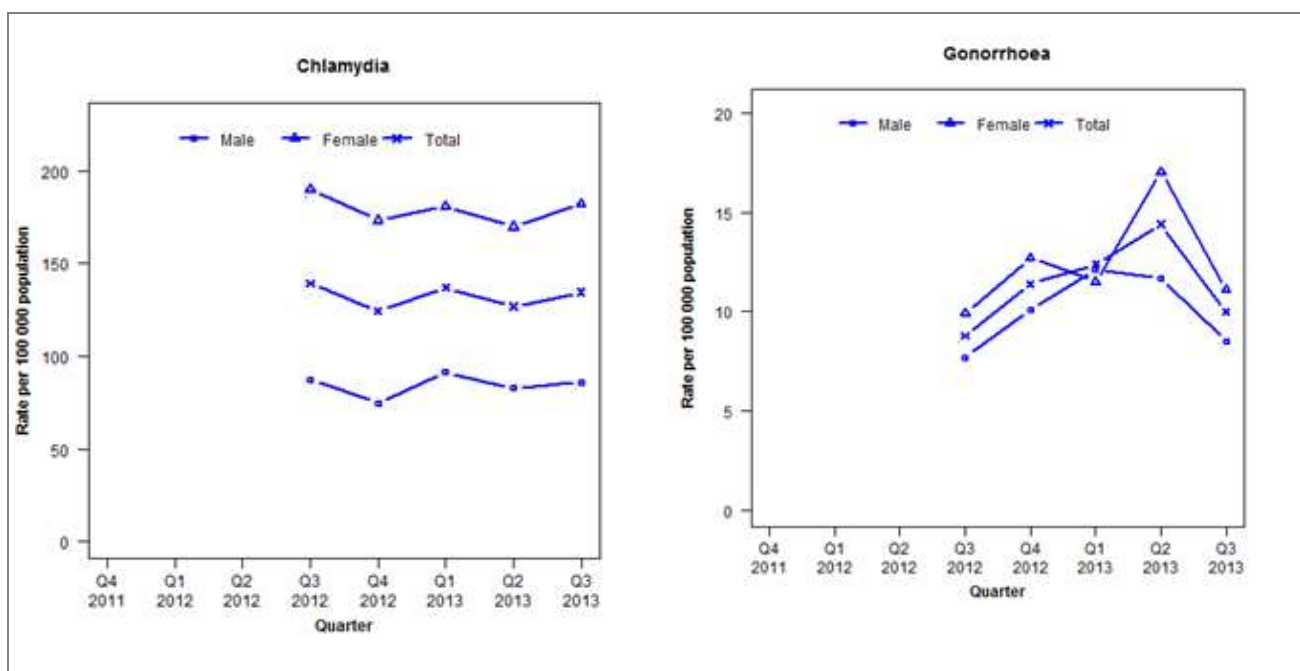 Chlamydia
Male Female Total
Rate per 100 000 population
200
150
100
50
0
Q4 Q1 Q2 Q3 Q4 Q1 Q2 Q3
2011 2012 2012 2012 2012 2013 2013 2013
Quarter
Gonorrhoea
Male Female Total
Rate per 100 000 population
20
15
10
5
0
Q4 Q1 Q2 Q3 Q4 Q1 Q2 Q3
2011 2012 2012 2012 2012 2013 2013 2013
Quarter